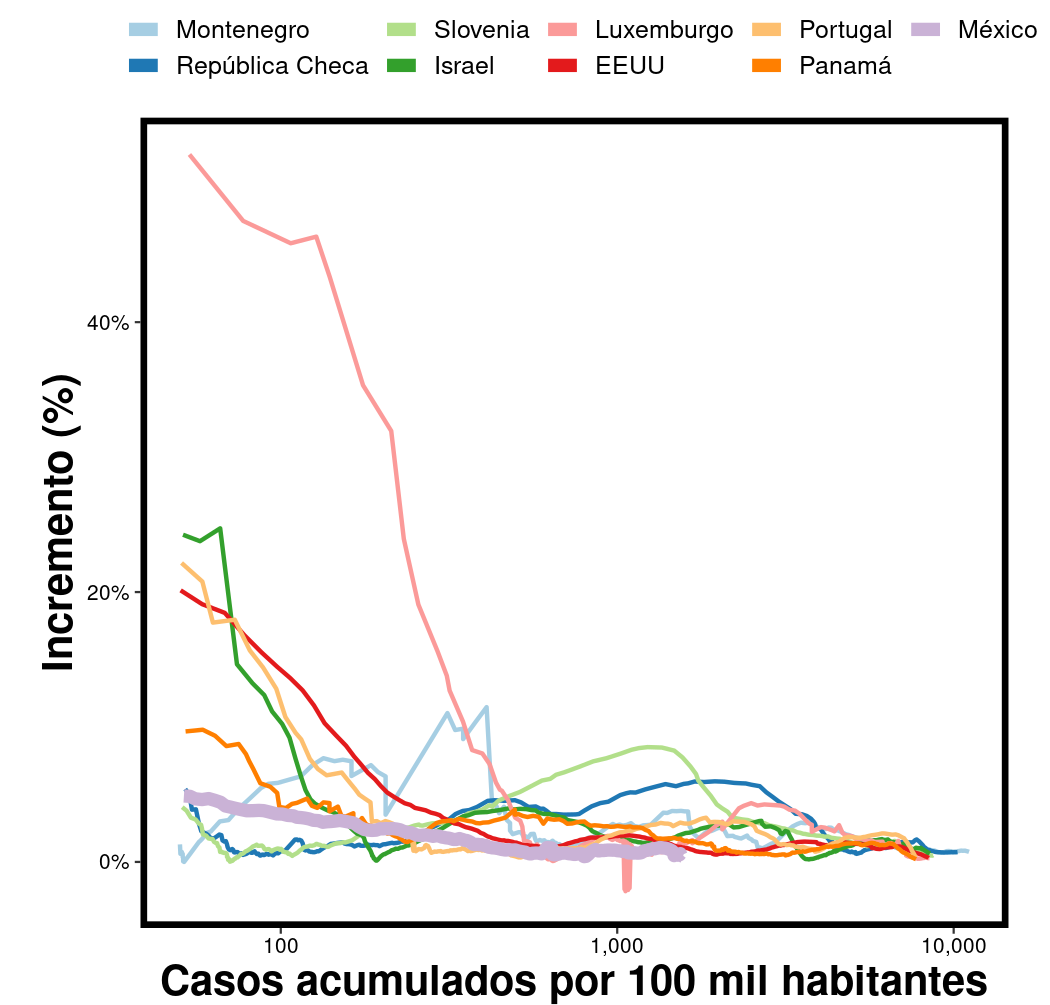 Montenegro Slovenia Luxemburgo Portugal México
República Checa Israel EEUU Panamá
Incremento (%)
40%
20%
0%
100 1,000 10,000
Casos acumulados por 100 mil habitantes